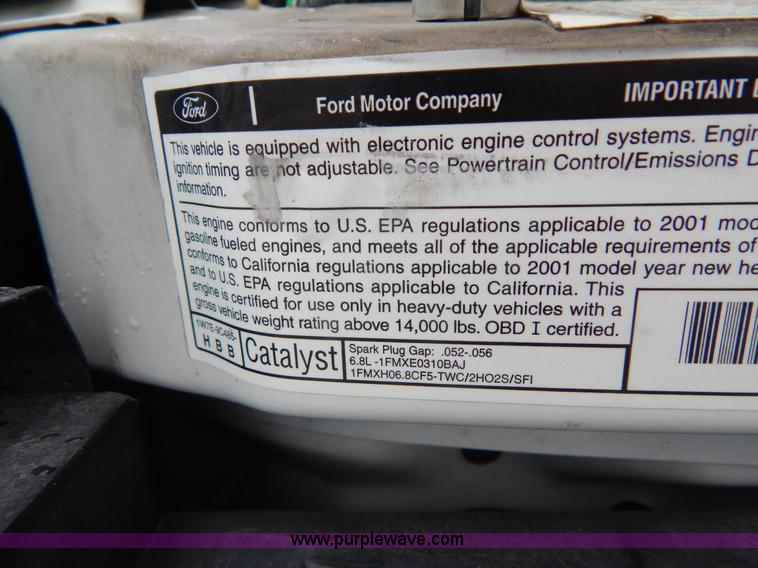 Ford
Ford Motor Company
IMPORTANT
This vehicle is equipped with electronic engine control systems. Engin
ignition timing are not adjustable. See Powertrain Control/Emissions D
information.
This engine conforms to U.S. EPA regulations applicable to 2001 mod
gasoline fueled engines, and meets all of the applicable requirements of
conforms to California regulations applicable to 2001 model year new he
and to U.S. EPA regulations applicable to California. This
engine is certified for use only in heavy-duty vehicles with a
gross vehicle weight rating above 14,000 lbs. OBD I certified.
1W7E-9C485-
HBB
Catalyst
Spark Plug Gap: .052-.056
6.8L -1FMXE0310BAJ
1FMXH06.8CF5-TWC/2HO2S/SFI
www.purplewave.com